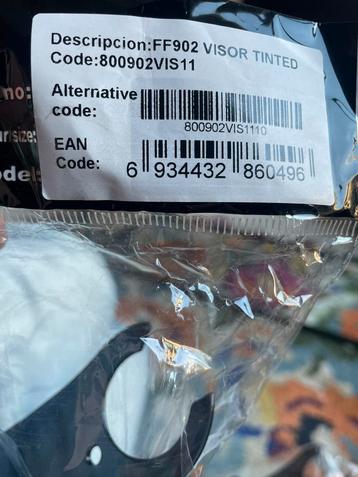 Descripcion:FF902 VISOR TINTED
Code:800902VIS11
Alternative
code:
800902VIS1110
EAN
Code:
6 934432 860496